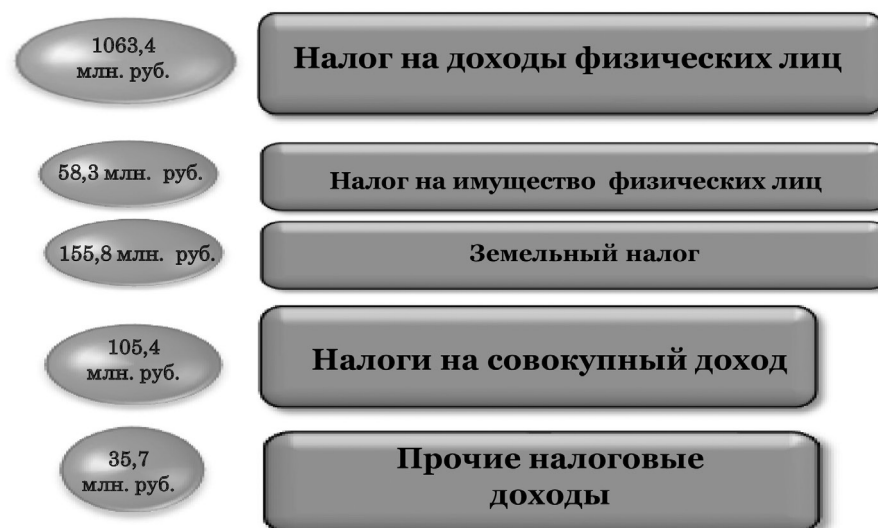 1063,4
млн. руб.
Налог на доходы физических лиц
58,3 млн. руб.
Налог на имущество физических лиц
155,8 млн. руб.
Земельный налог
105,4
млн. руб.
Налоги на совокупный доход
35,7
млн. руб.
Прочие налоговые
доходы